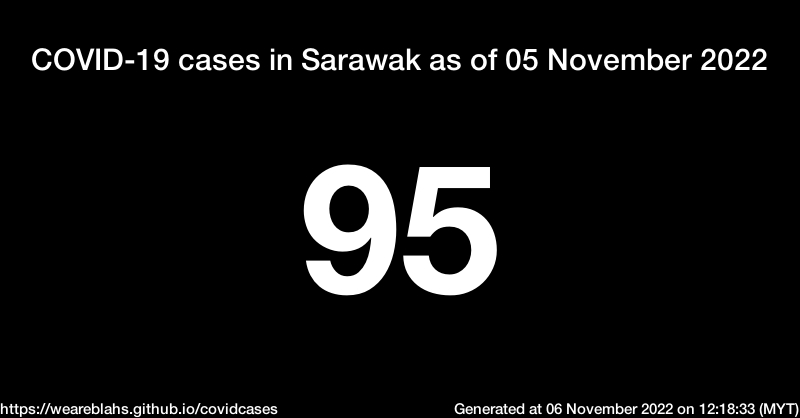 COVID-19 cases in Sarawak as of 05 November 2022
95
https://weareblahs.github.io/covidcases
Generated at 06 November 2022 on 12:18:33 (MYT)